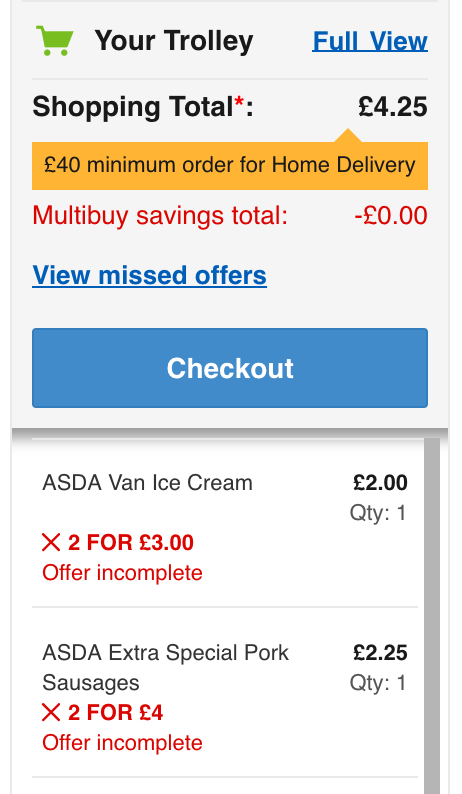 Your Trolley Full View
Shopping Total*: £4.25
£40 minimum order for Home Delivery
Multibuy savings total: -£0.00
View missed offers
Checkout
ASDA Van Ice Cream £2.00
Qty: 1
2 FOR £3.00
Offer incomplete
ASDA Extra Special Pork £2.25
Sausages Qty: 1
2 FOR £4
Offer incomplete